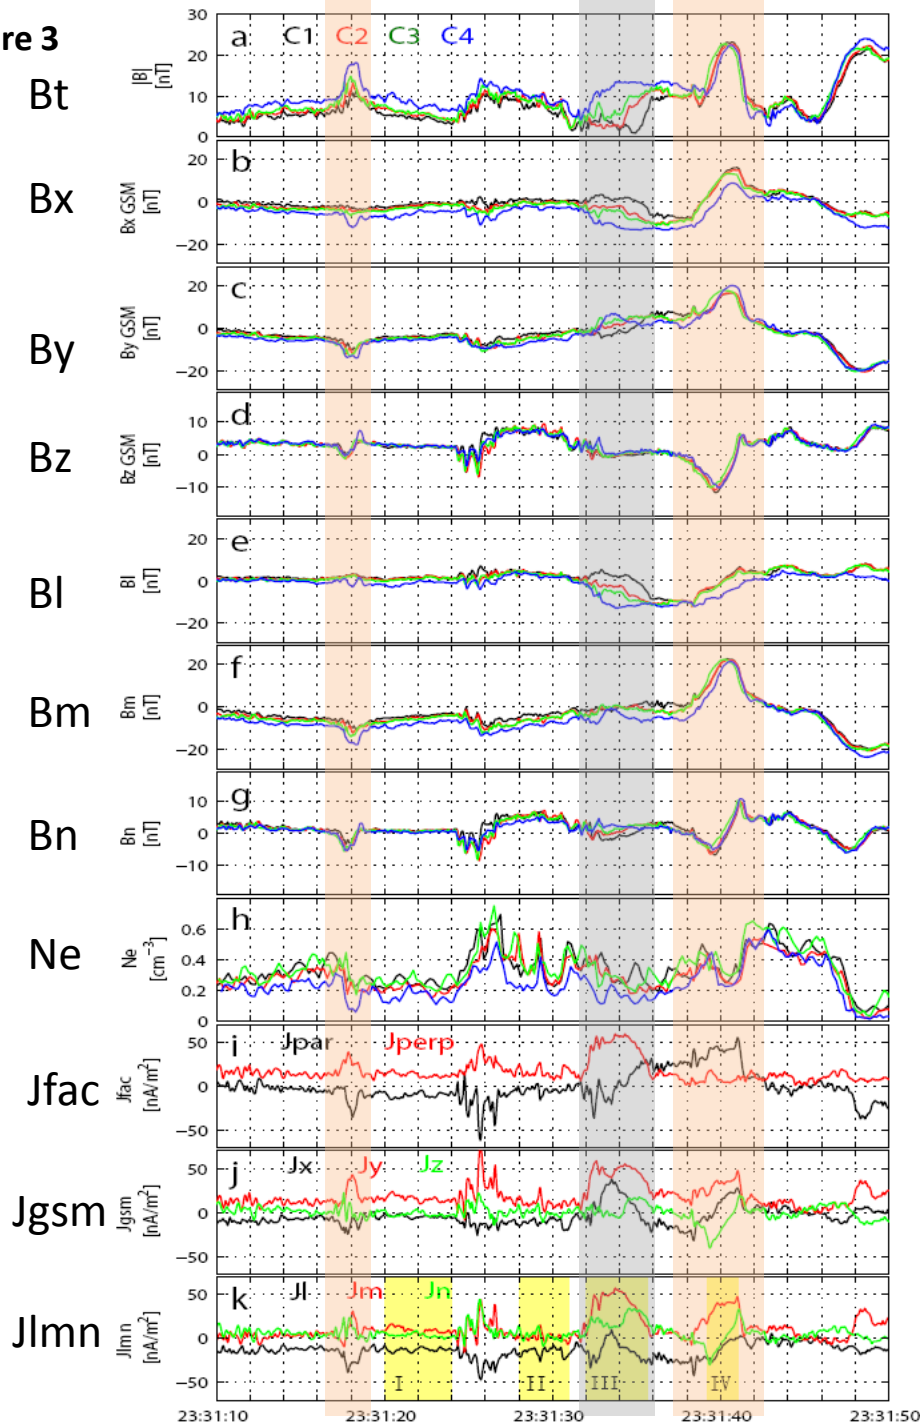 re 3
Bt
|B|
[nT]
30
20
10
0
a C1 C2 C3 C4
Bx
Bx GSM
[nT]
20
0
−20
b
By
By GSM
[nT]
20
0
−20
c
Bz
Bz GSM
[nT]
10
0
−10
d
Bl
Bl
[nT]
20
0
−20
e
Bm
Bm
[nT]
20
0
−20
f
Bn
Bn
[nT]
10
0
−10
g
Ne
Ne
[cm⁻³]
0.6
0.4
0.2
0
h
Jfac
Jfac
[nA/m²]
50
0
−50
i Jpar Jperp
Jgsm
Jgsm
[nA/m²]
50
0
−50
j Jx Jy Jz
Jlmn
Jlmn
[nA/m²]
50
0
−50
k Jl Jm Jn
I II III IV
23:31:10 23:31:20 23:31:30 23:31:40 23:31:50